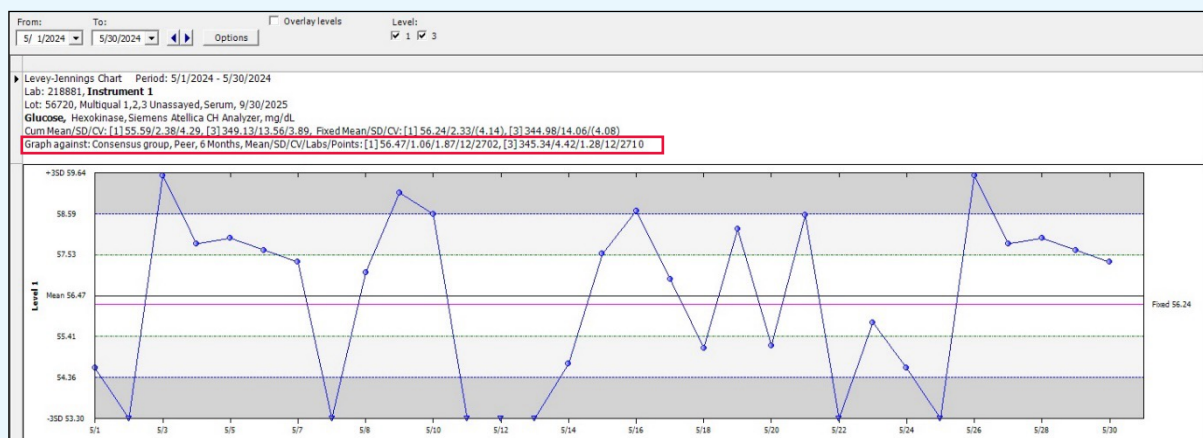 From: To: Overlay levels Level:
5/ 1/2024 5/30/2024 Options 1 3
Levey-Jennings Chart Period: 5/1/2024 - 5/30/2024
Lab: 218881, Instrument 1
Lot: 56720, Multiqual 1,2,3 Unassayed, Serum, 9/30/2025
Glucose, Hexokinase, Siemens Atellica CH Analyzer, mg/dL
Cum Mean/SD/CV: [1] 55.59/2.38/4.29, [3] 349.13/13.56/3.89, Fixed Mean/SD/CV: [1] 56.24/2.33/(4.14), [3] 344.98/14.06/(4.08)
Graph against: Consensus group, Peer, 6 Months, Mean/SD/CV/Labs/Points: [1] 56.47/1.06/1.87/12/2702, [3] 345.34/4.42/1.28/12/2710
+3SD 59.64
58.59
57.53
Level 1
Mean 56.47
Fixed 56.24
55.41
54.36
-3SD 53.30
5/1 5/3 5/5 5/7 5/8 5/10 5/12 5/14 5/16 5/18 5/20 5/22 5/24 5/26 5/28 5/30